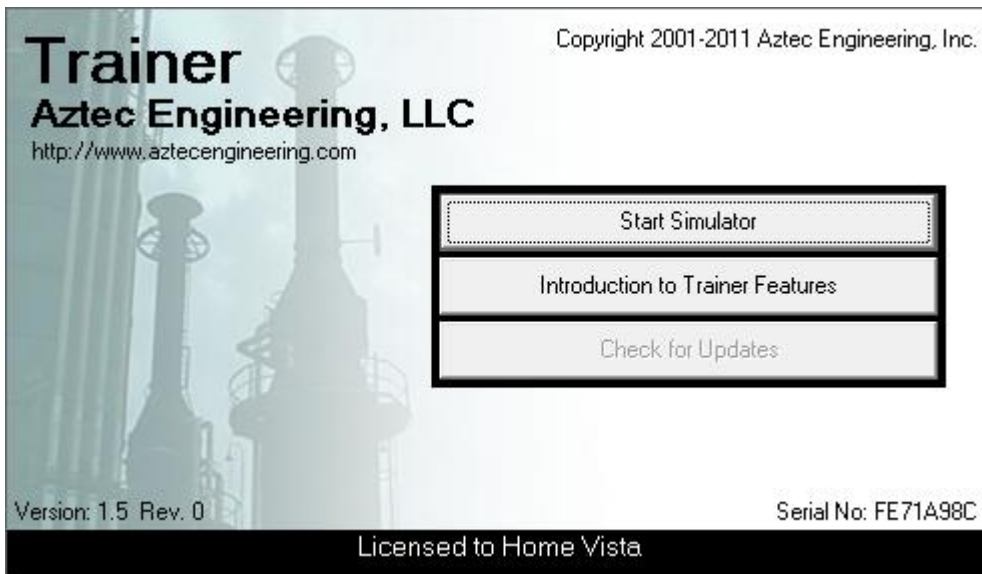 Trainer
Copyright 2001-2011 Aztec Engineering, Inc.
Aztec Engineering, LLC
http://www.aztecengineering.com
Start Simulator
Introduction to Trainer Features
Check for Updates
Version: 1.5 Rev. 0
Serial No: FE71A98C
Licensed to Home Vista